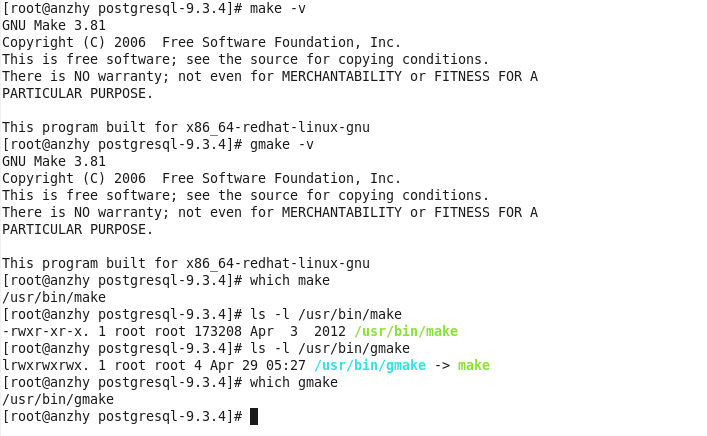 [root@anzhy postgresql-9.3.4]# make -v
GNU Make 3.81
Copyright (C) 2006  Free Software Foundation, Inc.
This is free software; see the source for copying conditions.
There is NO warranty; not even for MERCHANTABILITY or FITNESS FOR A
PARTICULAR PURPOSE.

This program built for x86_64-redhat-linux-gnu
[root@anzhy postgresql-9.3.4]# gmake -v
GNU Make 3.81
Copyright (C) 2006  Free Software Foundation, Inc.
This is free software; see the source for copying conditions.
There is NO warranty; not even for MERCHANTABILITY or FITNESS FOR A
PARTICULAR PURPOSE.

This program built for x86_64-redhat-linux-gnu
[root@anzhy postgresql-9.3.4]# which make
/usr/bin/make
[root@anzhy postgresql-9.3.4]# ls -l /usr/bin/make
-rwxr-xr-x. 1 root root 173208 Apr  3  2012 /usr/bin/make
[root@anzhy postgresql-9.3.4]# ls -l /usr/bin/gmake
lrwxrwxrwx. 1 root root 4 Apr 29 05:27 /usr/bin/gmake -> make
[root@anzhy postgresql-9.3.4]# which gmake
/usr/bin/gmake
[root@anzhy postgresql-9.3.4]#